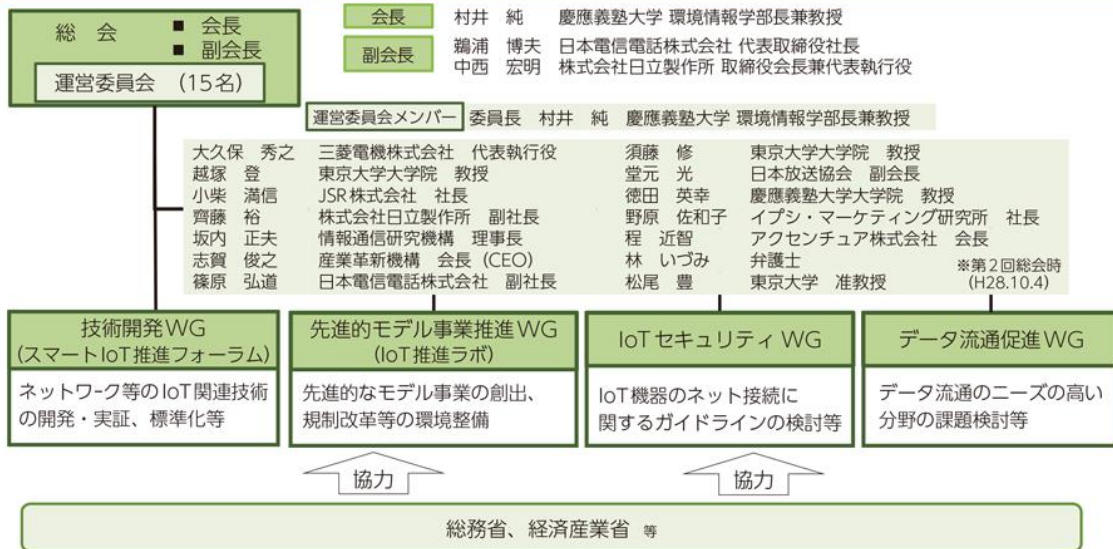 総 会
■ 会長
■ 副会長
運営委員会 (15名)
会長 村井 純 慶應義塾大学 環境情報学部長兼教授
副会長 鵜浦 博夫 日本電信電話株式会社 代表取締役社長
中西 宏明 株式会社日立製作所 取締役会長兼代表執行役
運営委員会メンバー 委員長 村井 純 慶應義塾大学 環境情報学部長兼教授
大久保 秀之 三菱電機株式会社 代表執行役
越塚 登 東京大学大学院 教授
小柴 満信 JSR株式会社 社長
齊藤 裕 株式会社日立製作所 副社長
坂内 正夫 情報通信研究機構 理事長
志賀 俊之 産業革新機構 会長(CEO)
篠原 弘道 日本電信電話株式会社 副社長
須藤 修 東京大学大学院 教授
堂元 光 日本放送協会 副会長
徳田 英幸 慶應義塾大学大学院 教授
野原 佐和子 イプシ・マーケティング研究所 社長
程 近智 アクセンチュア株式会社 会長
林 いづみ 弁護士
松尾 豊 東京大学 准教授
※第2回総会時
(H28.10.4)
技術開発WG
(スマートIoT推進フォーラム)
ネットワーク等のIoT関連技術
の開発・実証、標準化等
先進的モデル事業推進WG
(IoT推進ラボ)
先進的なモデル事業の創出、
規制改革等の環境整備
IoTセキュリティWG
IoT機器のネット接続に
関するガイドラインの検討等
データ流通促進WG
データ流通のニーズの高い
分野の課題検討等
協力
協力
総務省、経済産業省 等